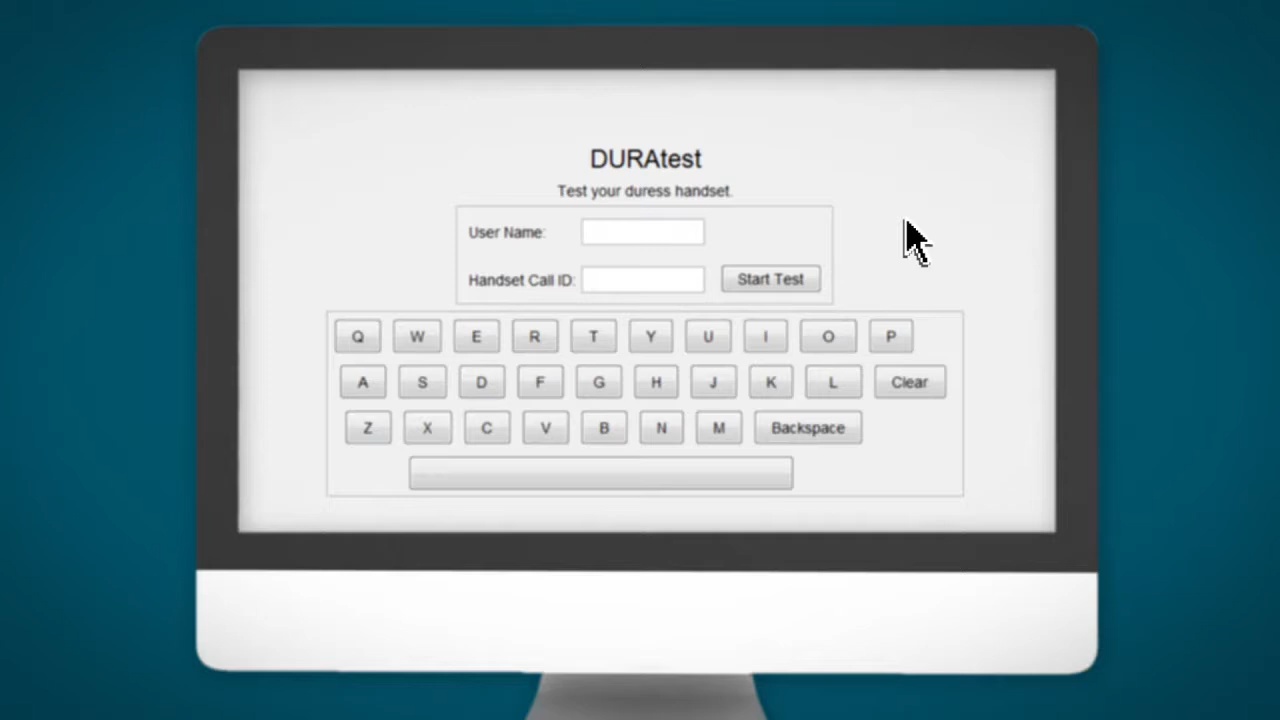 DURAtest
Test your duress handset.
User Name:
Handset Call ID: Start Test
Q W E R T Y U I O P
A S D F G H J K L Clear
Z X C V B N M Backspace